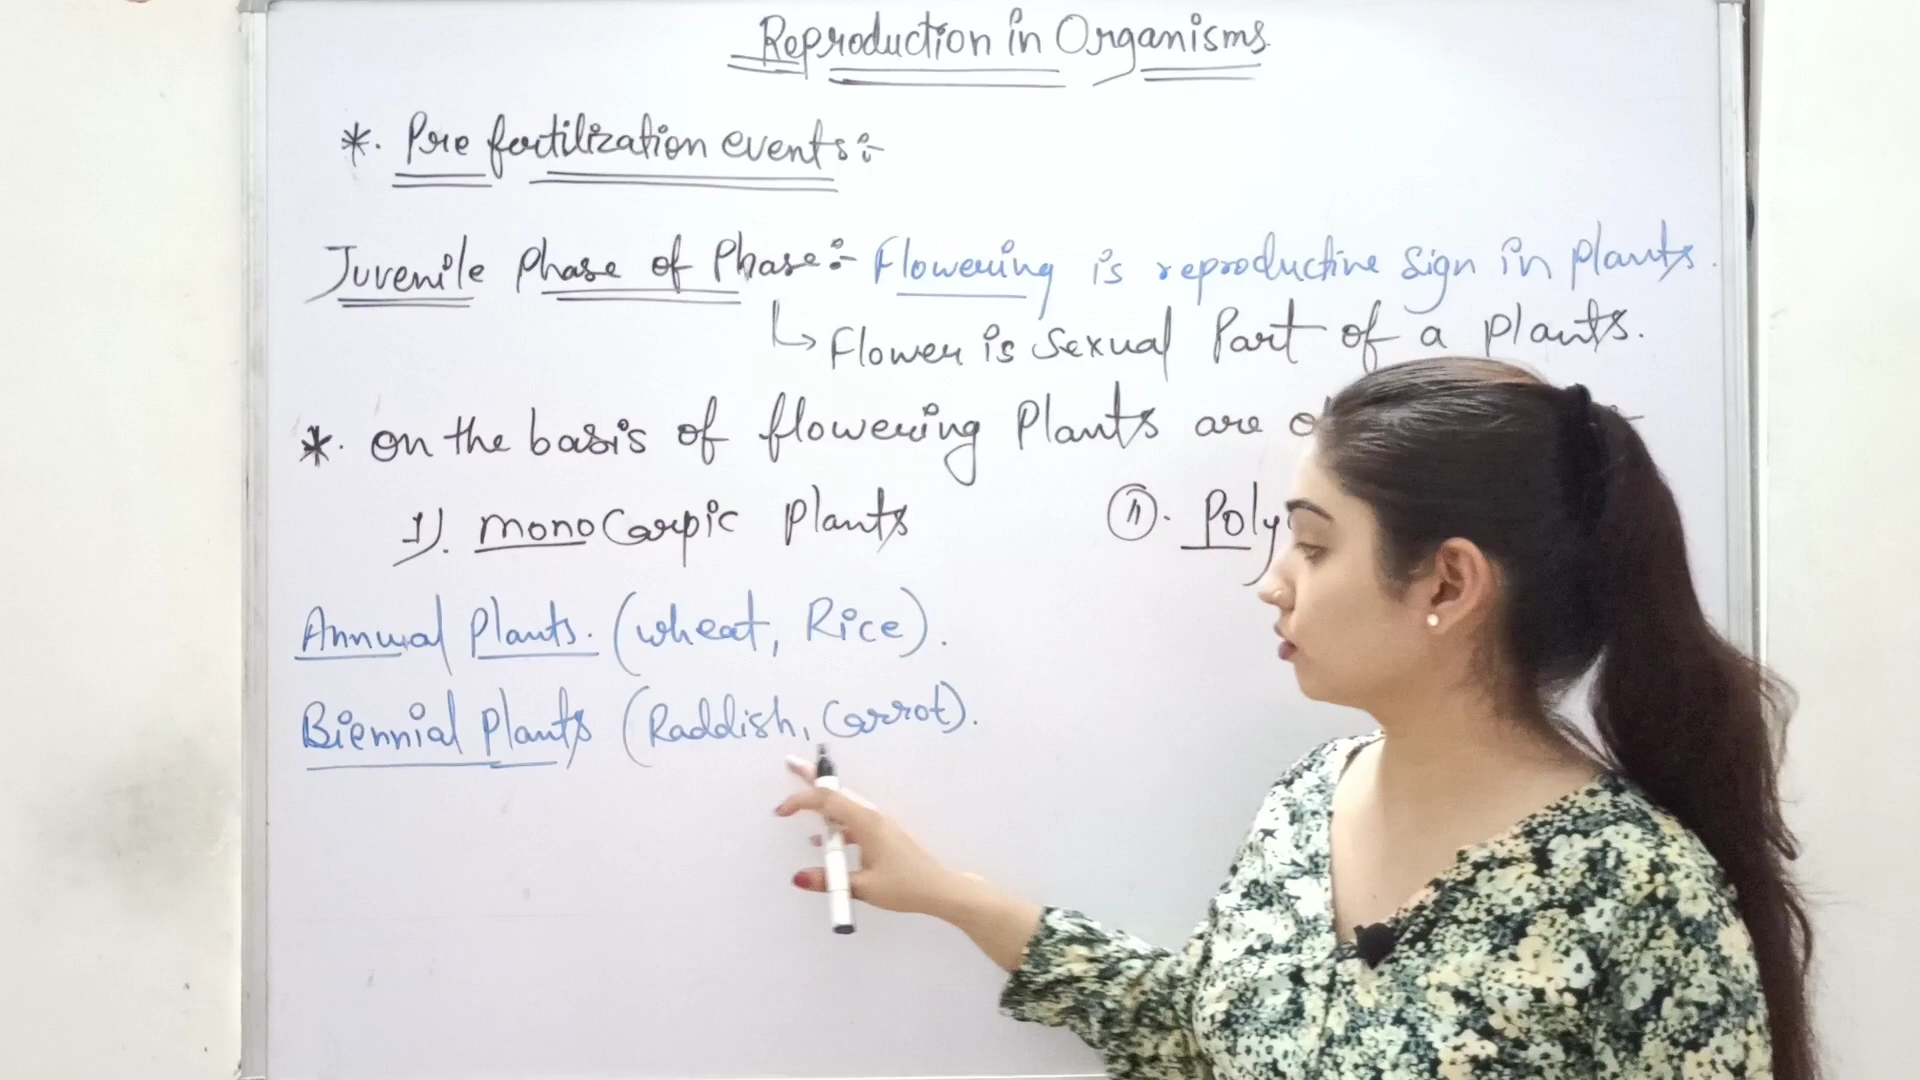 Reproduction in Organisms
*. Pre fertilization events:-
Juvenile Phase of Phase:- Flowering is reproductive sign in plants.
↳ Flower is sexual Part of a plants.
*. on the basis of flowering Plants are
1). monocarpic plants
(ii). Poly
Annual Plants. (wheat, Rice).
Biennial Plants (Raddish, Carrot).